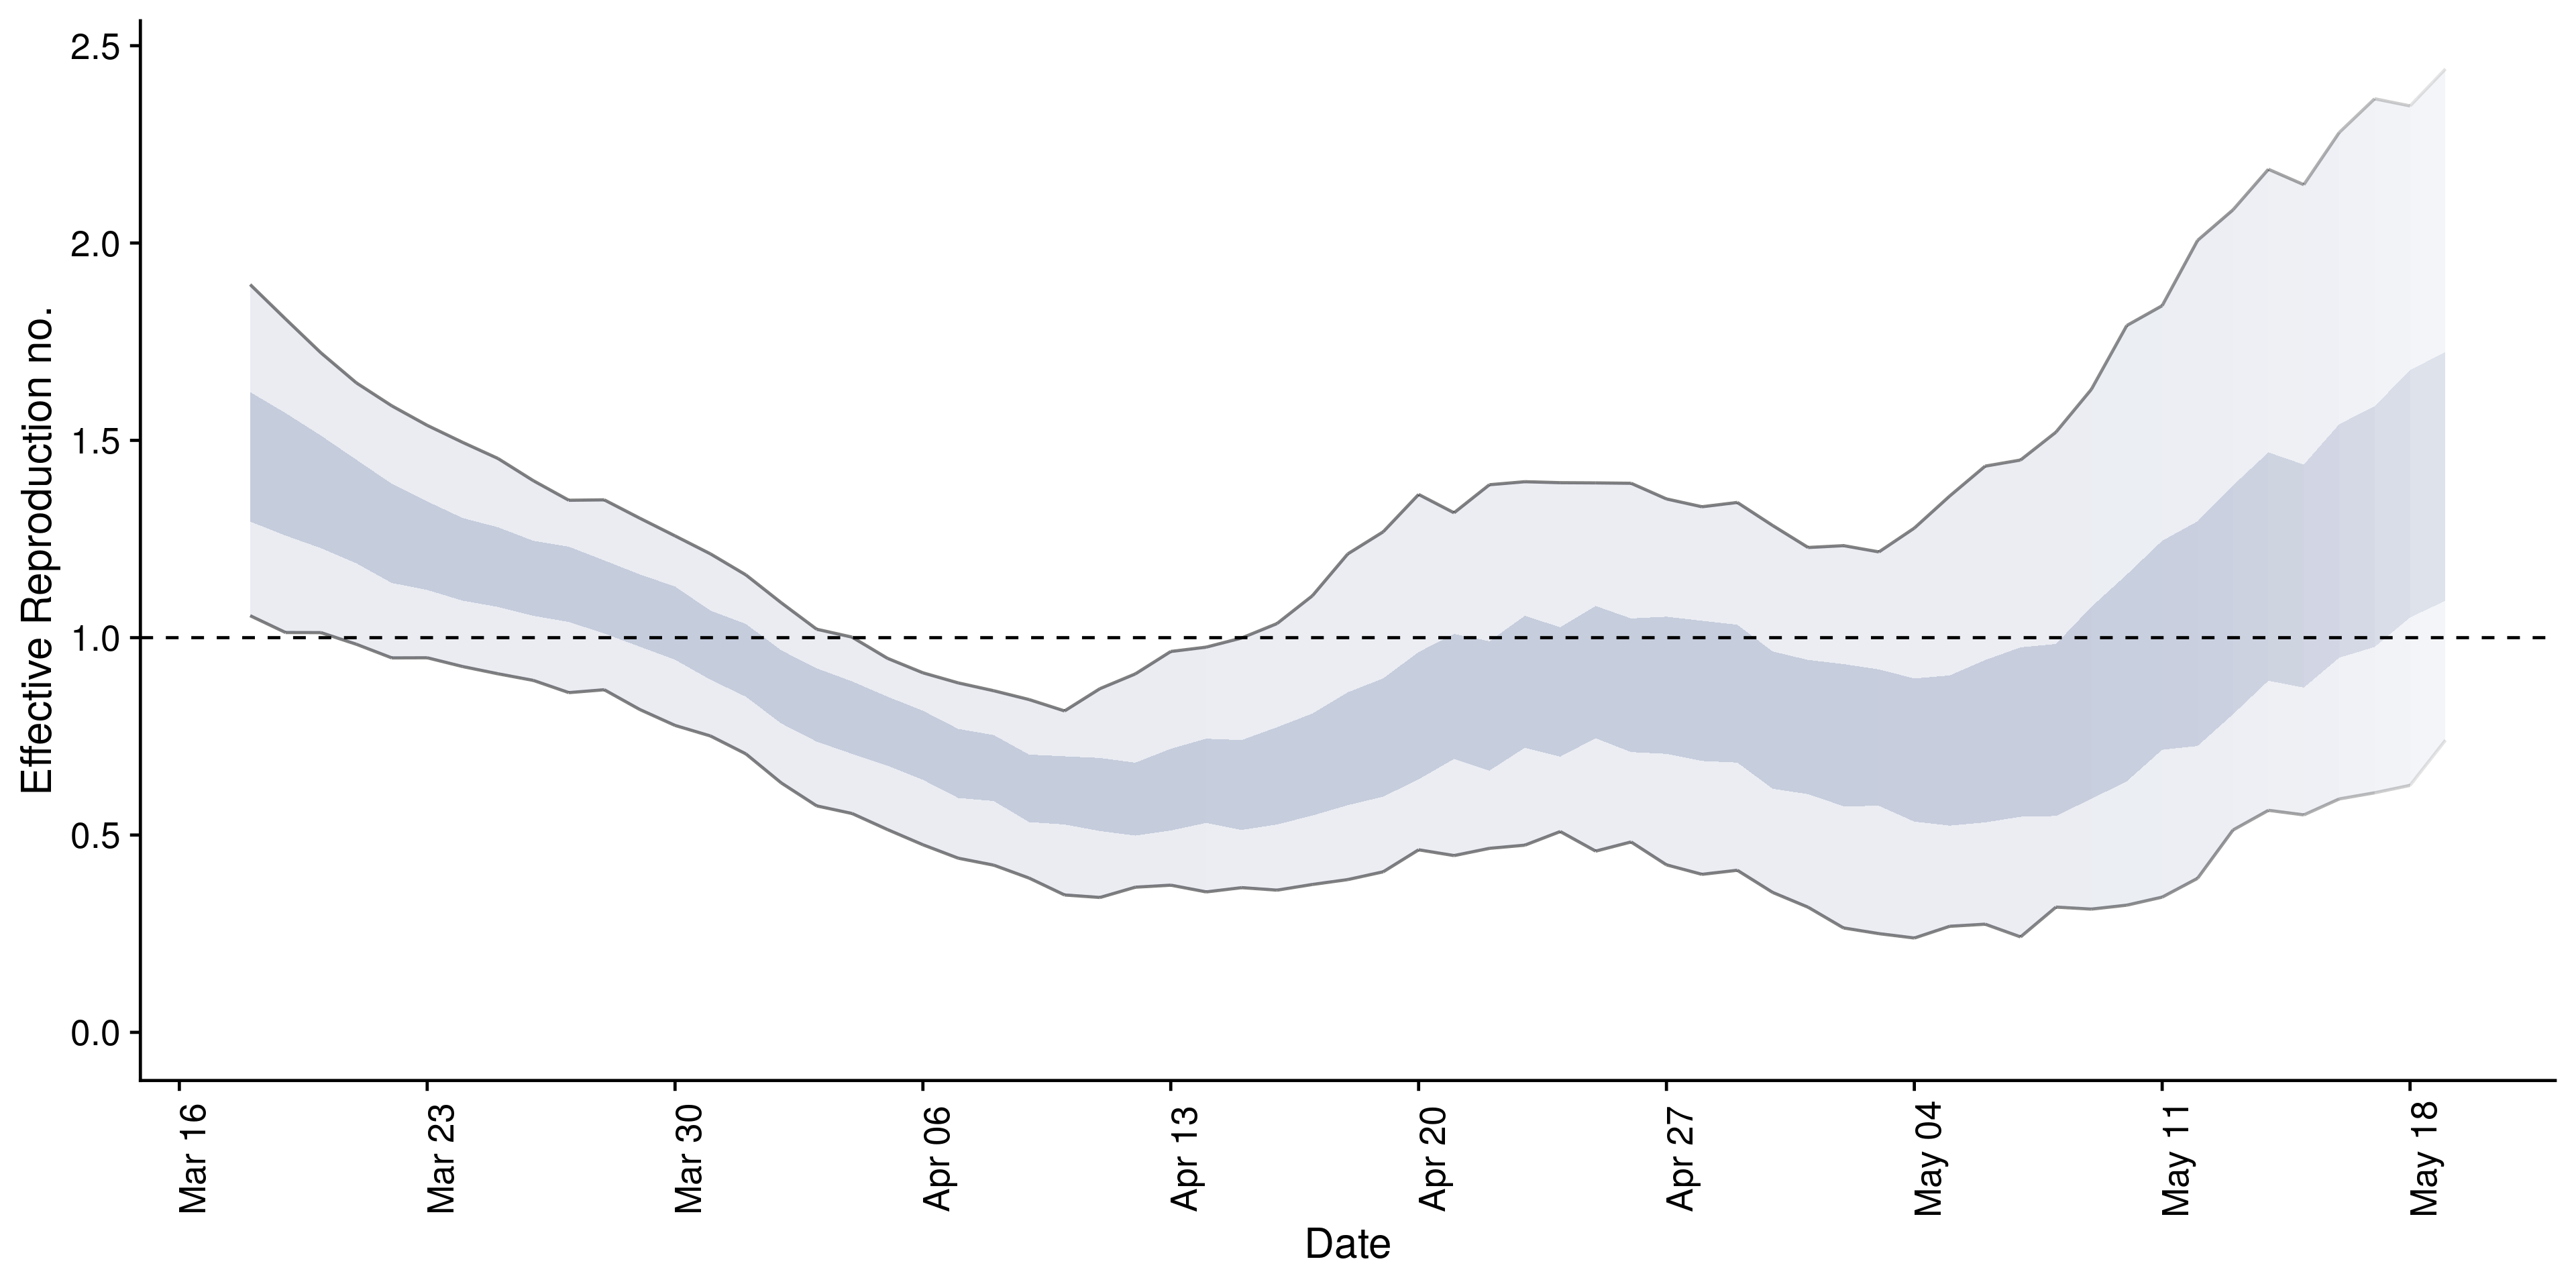 Effective Reproduction no.
2.5
2.0
1.5
1.0
0.5
0.0
Mar 16
Mar 23
Mar 30
Apr 06
Apr 13
Apr 20
Apr 27
May 04
May 11
May 18
Date